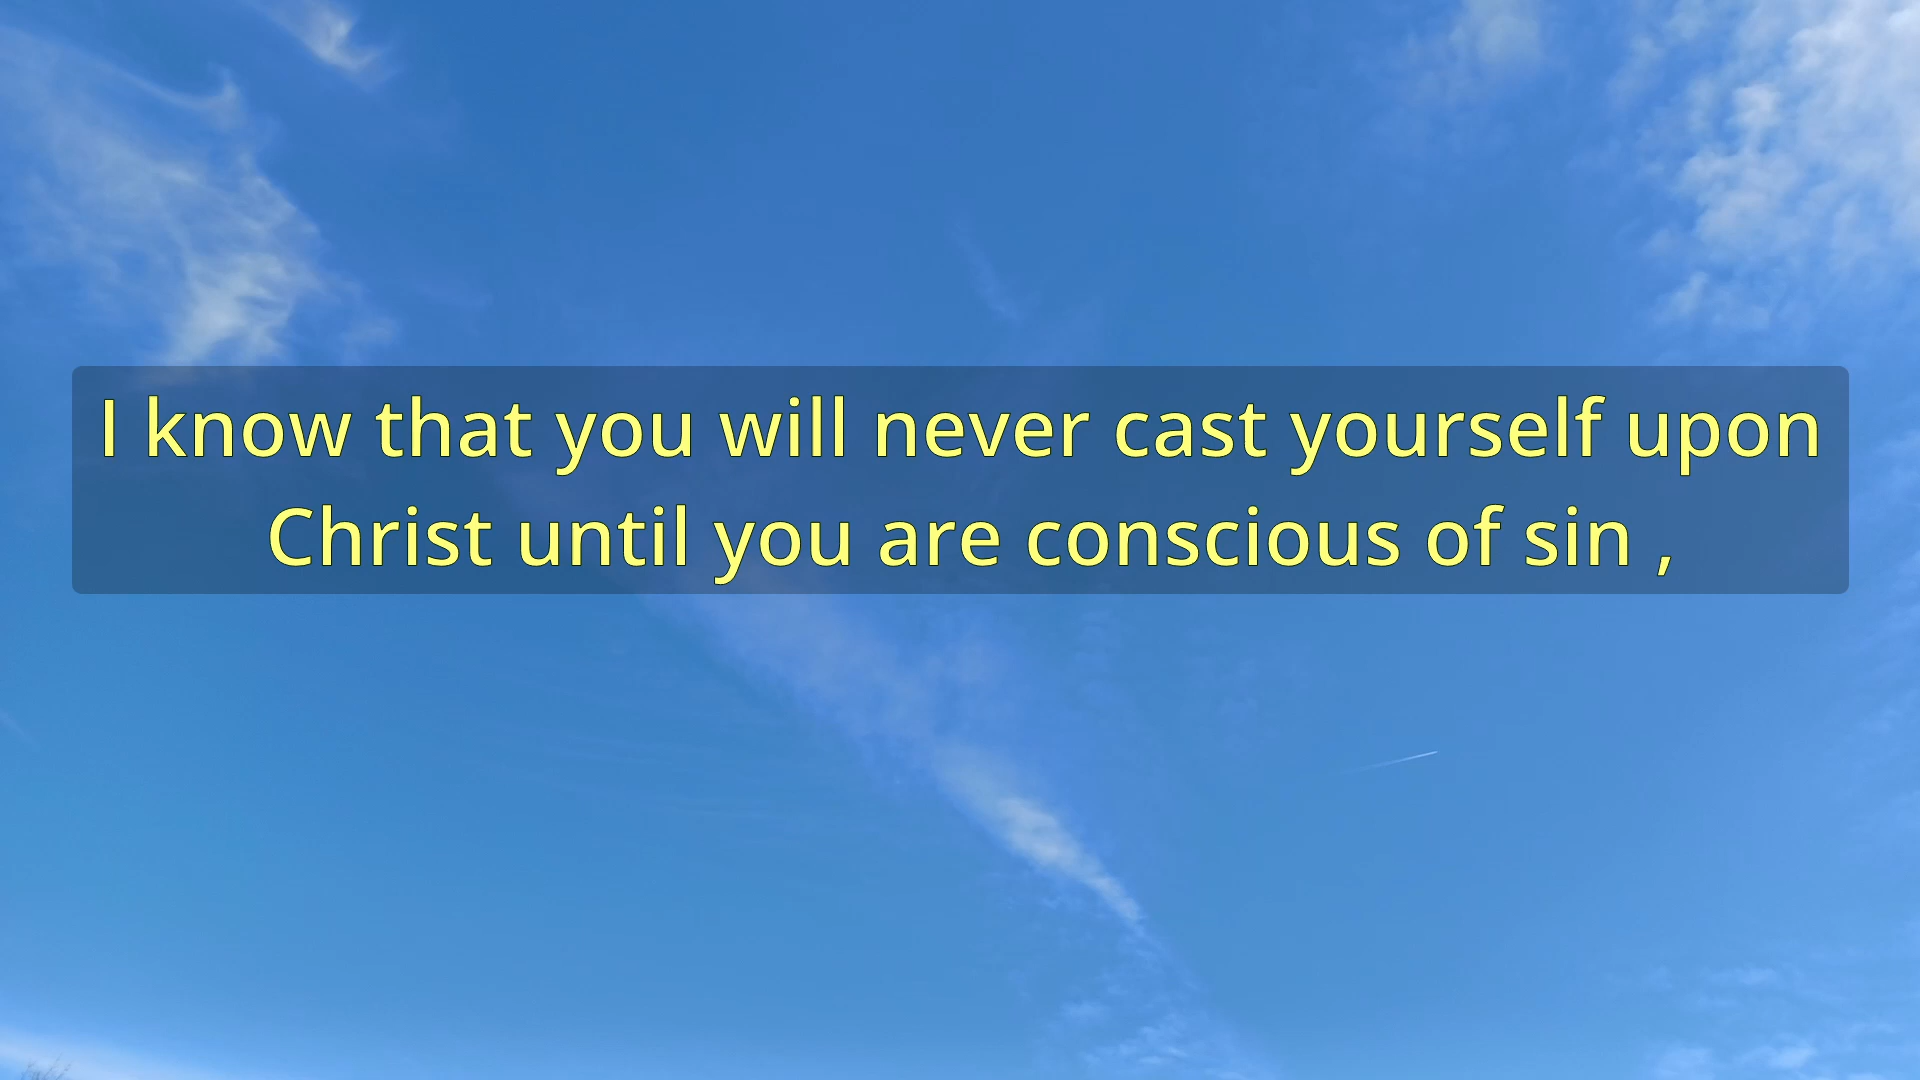 I know that you will never cast yourself upon
Christ until you are conscious of sin ,